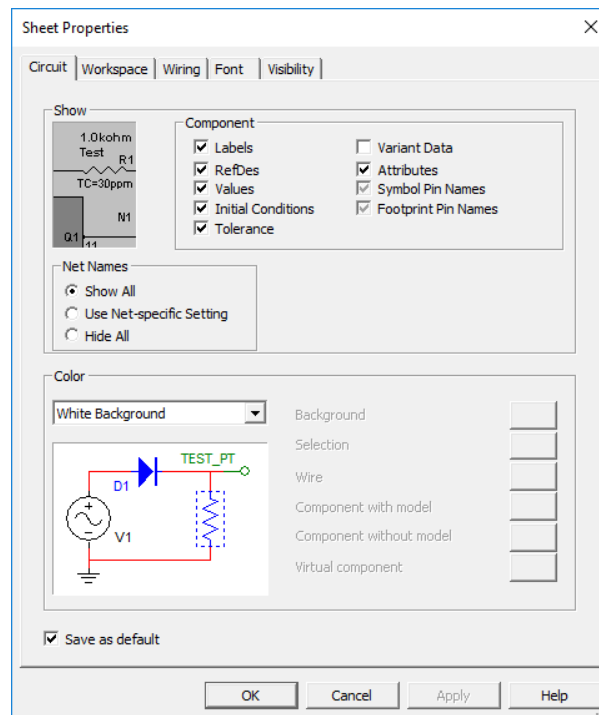 Sheet Properties
Circuit Workspace Wiring Font Visibility
Show
1.0kohm
Test
R1
TC=30ppm
N1
Q1
11
Component
Labels
RefDes
Values
Initial Conditions
Tolerance
Variant Data
Attributes
Symbol Pin Names
Footprint Pin Names
Net Names
Show All
Use Net-specific Setting
Hide All
Color
White Background
TEST_PT
D1
V1
Background
Selection
Wire
Component with model
Component without model
Virtual component
Save as default
OK Cancel Apply Help